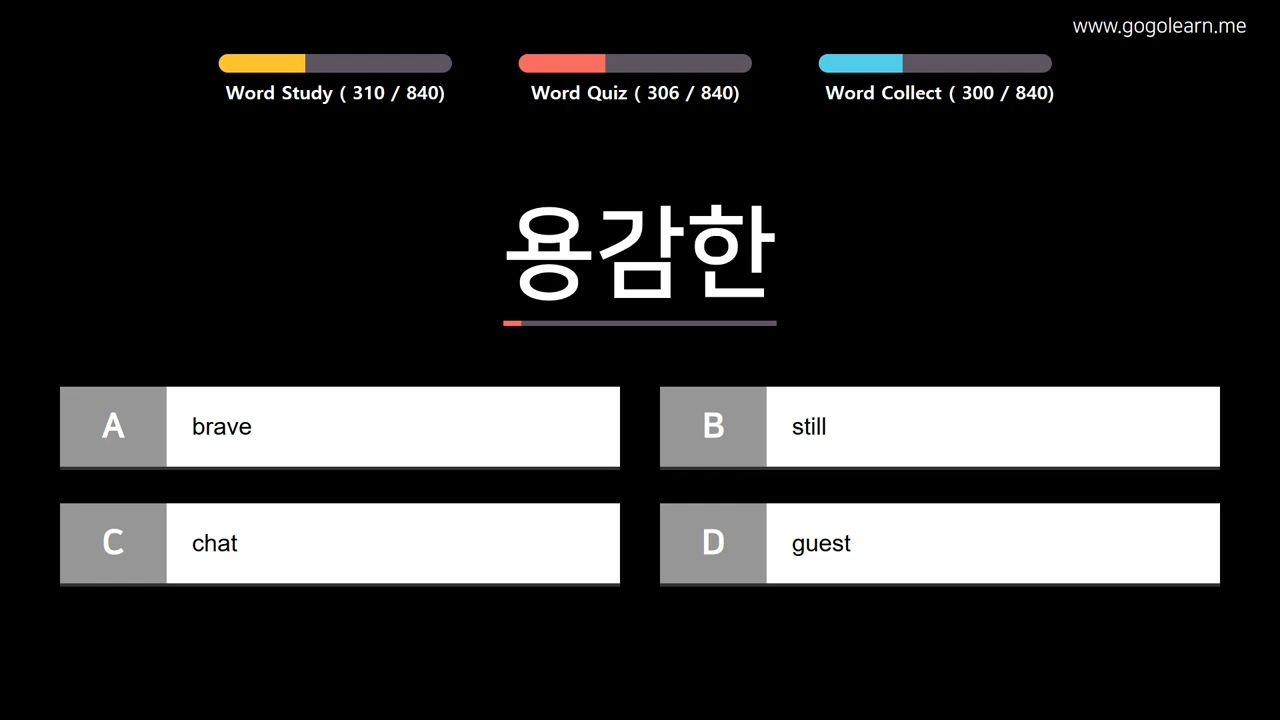 www.gogolearn.me
Word Study ( 310 / 840)
Word Quiz ( 306 / 840)
Word Collect ( 300 / 840)
용감한
A brave
B still
C chat
D guest